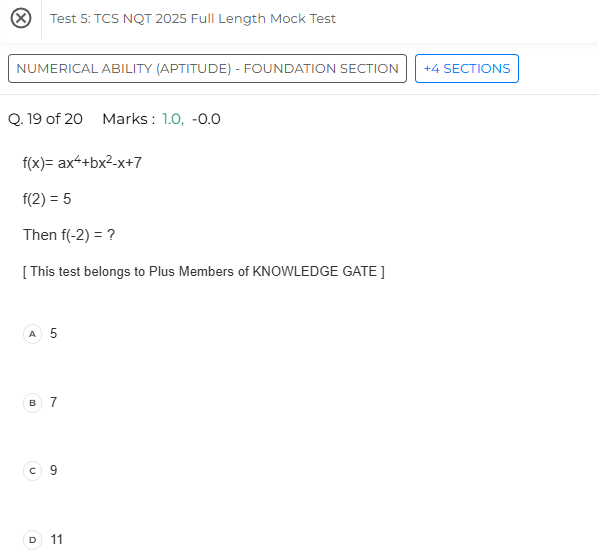 Test 5: TCS NQT 2025 Full Length Mock Test
NUMERICAL ABILITY (APTITUDE) - FOUNDATION SECTION +4 SECTIONS
Q. 19 of 20 Marks : 1.0, -0.0
f(x)= ax⁴+bx²-x+7
f(2) = 5
Then f(-2) = ?
[ This test belongs to Plus Members of KNOWLEDGE GATE ]
A 5
B 7
C 9
D 11